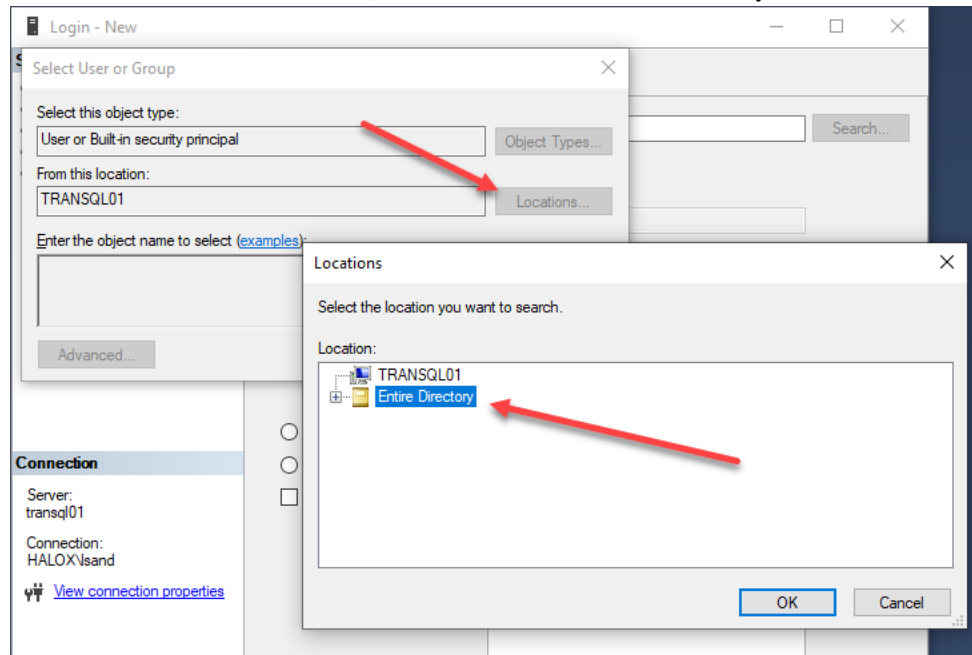 Login - New
Select User or Group
Select this object type:
User or Built-in security principal
Object Types...
Search...
From this location:
TRANSQL01
Locations...
Enter the object name to select (examples):
Advanced...
Locations
Select the location you want to search.
Location:
TRANSQL01
Entire Directory
OK
Cancel
Connection
Server:
transql01
Connection:
HALOX\lsand
View connection properties